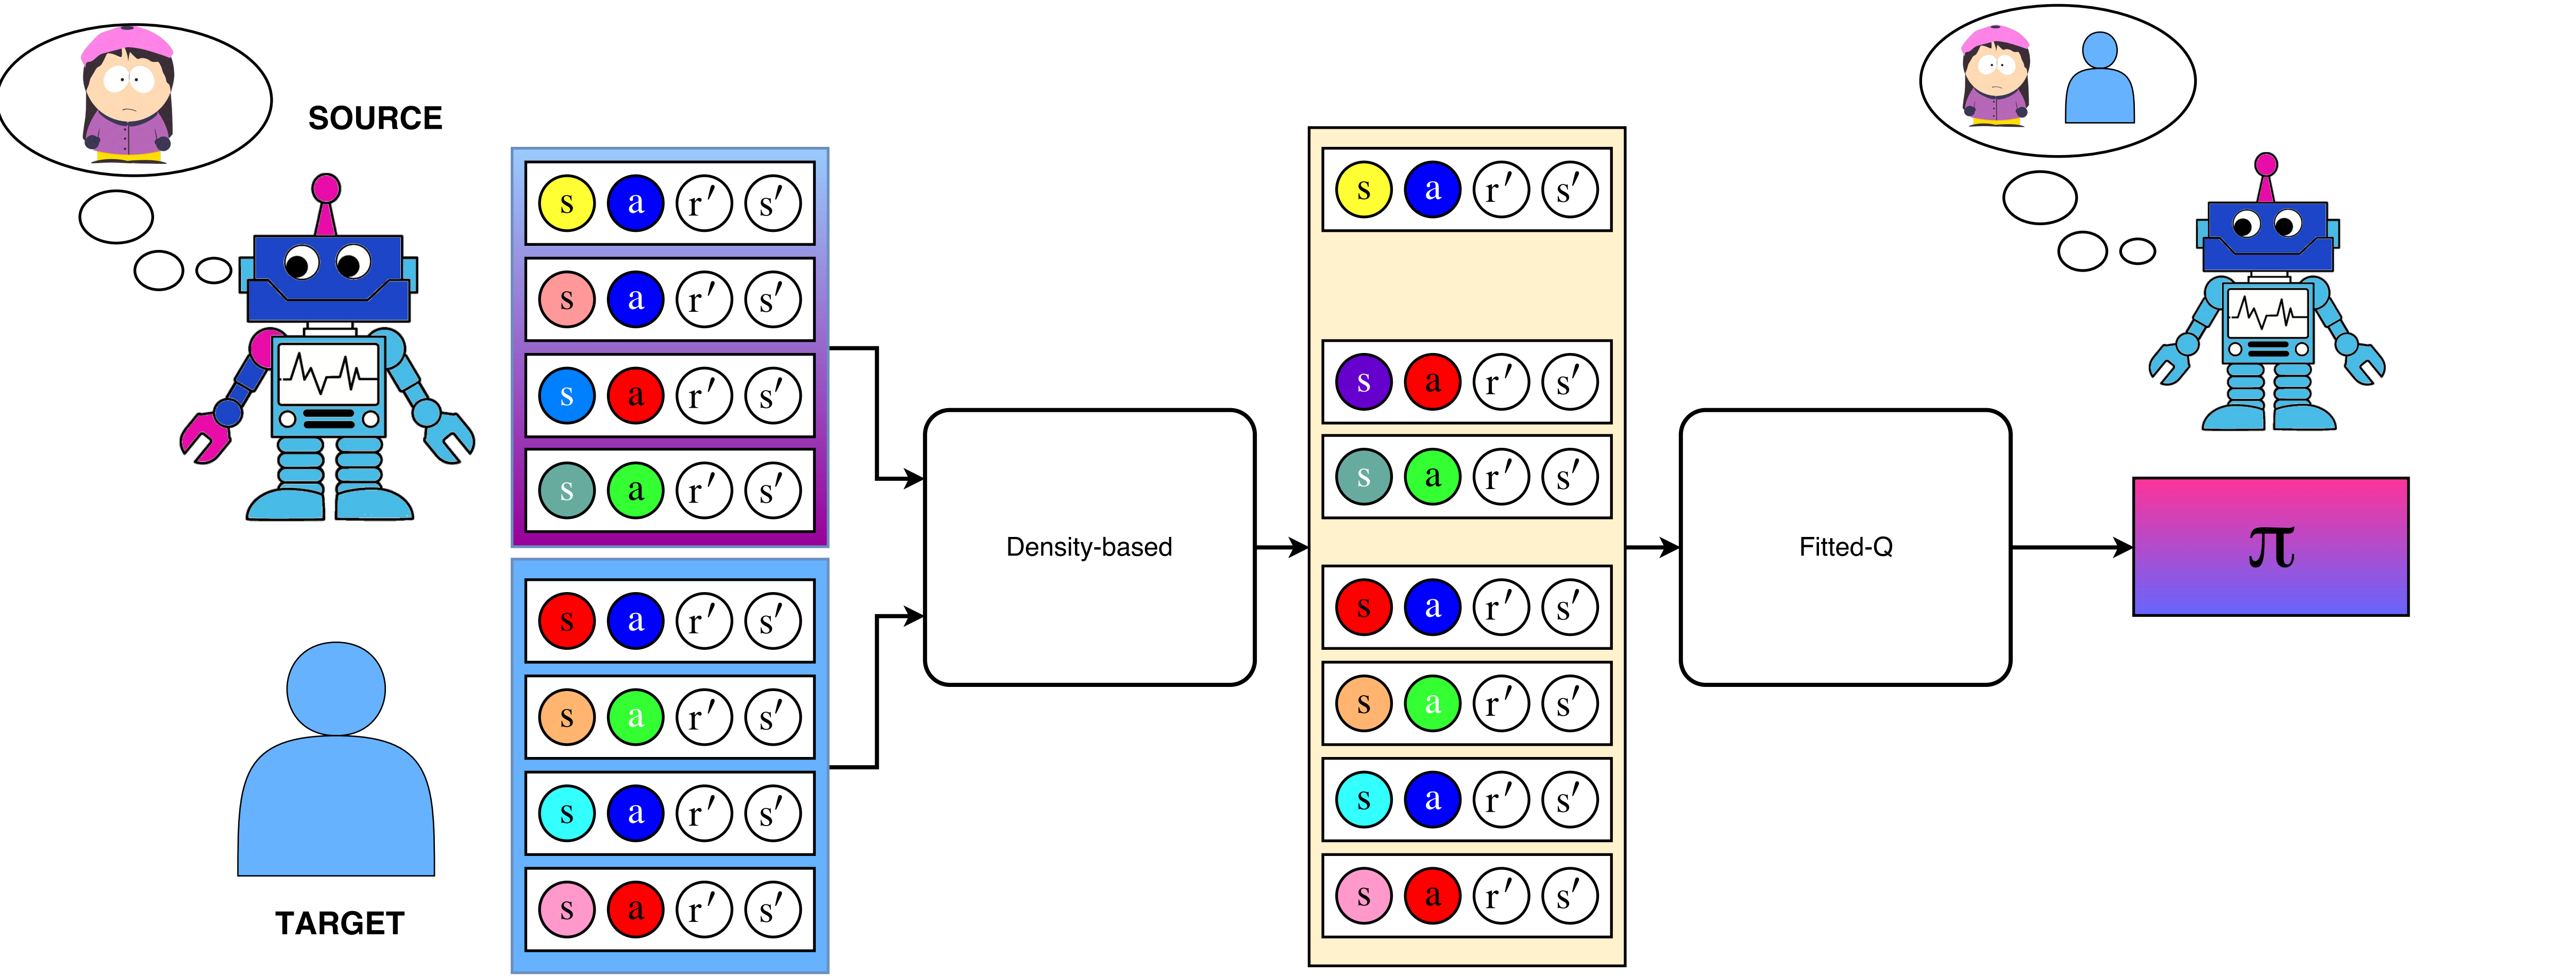 SOURCE
s a r′ s′
s a r′ s′
s a r′ s′
s a r′ s′
TARGET
s a r′ s′
s a r′ s′
s a r′ s′
s a r′ s′
Density-based
s a r′ s′
s a r′ s′
s a r′ s′
s a r′ s′
s a r′ s′
s a r′ s′
s a r′ s′
Fitted-Q
π